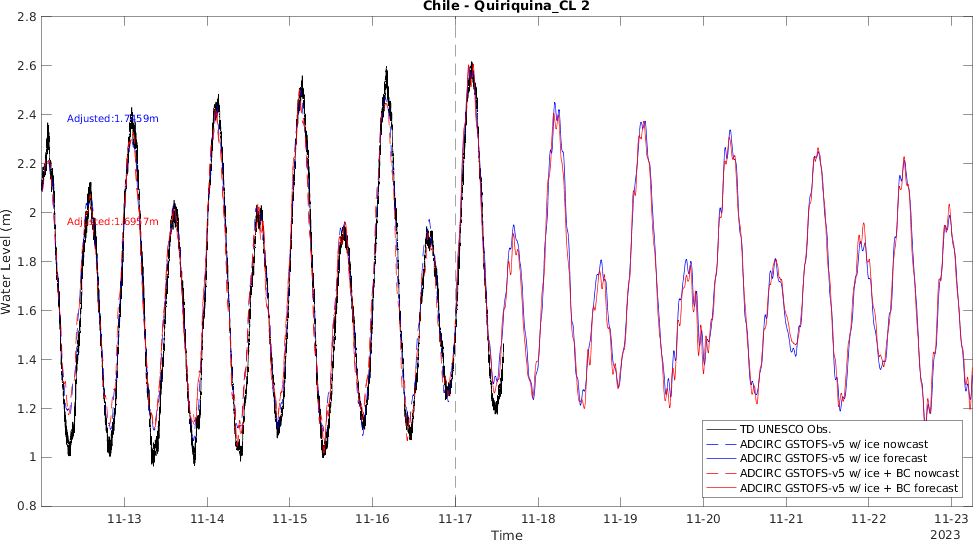 Chile - Quiriquina_CL 2
2.8
2.6
2.4
2.2
2
1.8
1.6
1.4
1.2
1
0.8
Water Level (m)
Adjusted:1.7459m
Adjusted:1.6957m
11-13
11-14
11-15
11-16
11-17
11-18
11-19
11-20
11-21
11-22
11-23
2023
Time
TD UNESCO Obs.
ADCIRC GSTOFS-v5 w/ ice nowcast
ADCIRC GSTOFS-v5 w/ ice forecast
ADCIRC GSTOFS-v5 w/ ice + BC nowcast
ADCIRC GSTOFS-v5 w/ ice + BC forecast